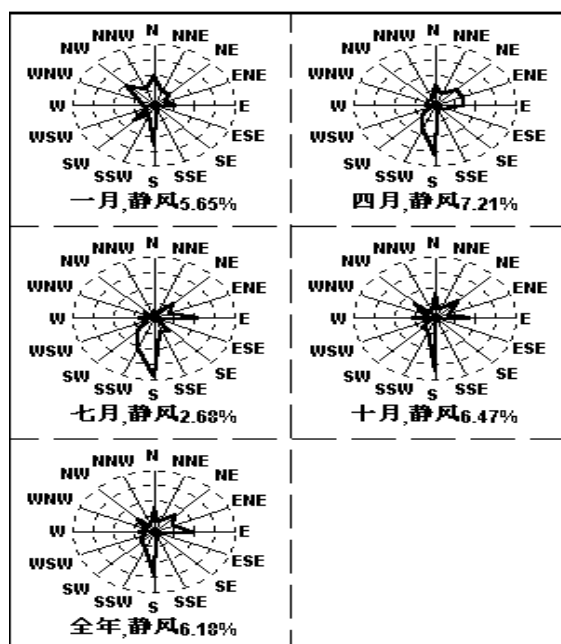 N
NNW NNE
NW NE
WNW ENE
W E
WSW ESE
SW SE
SSW SSE
S
一月,静风5.65%
N
NNW NNE
NW NE
WNW ENE
W E
WSW ESE
SW SE
SSW SSE
S
四月,静风7.21%
N
NNW NNE
NW NE
WNW ENE
W E
WSW ESE
SW SE
SSW SSE
S
七月,静风2.68%
N
NNW NNE
NW NE
WNW ENE
W E
WSW ESE
SW SE
SSW SSE
S
十月,静风6.47%
N
NNW NNE
NW NE
WNW ENE
W E
WSW ESE
SW SE
SSW SSE
S
全年,静风6.18%